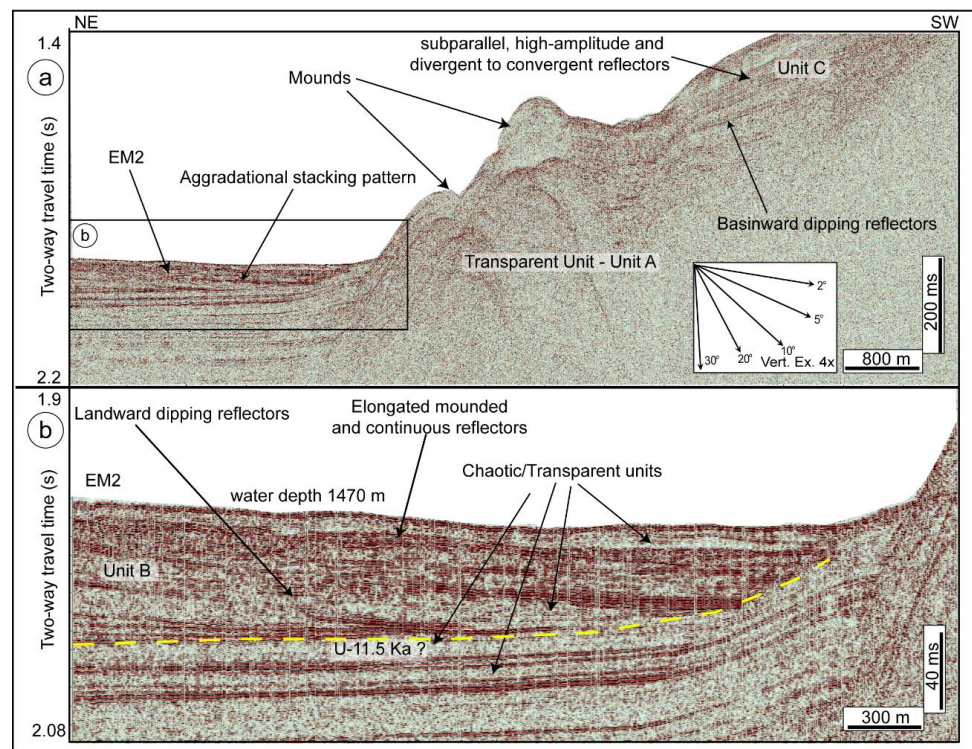 NE
SW
1.4
a
Two-way travel time (s)
2.2
subparallel, high-amplitude and
divergent to convergent reflectors
Unit C
Mounds
EM2
Aggradational stacking pattern
b
Basinward dipping reflectors
Transparent Unit - Unit A
2°
5°
10°
20°
30°
Vert. Ex. 4x
200 ms
800 m
1.9
b
Two-way travel time (s)
2.08
Landward dipping reflectors
Elongated mounded
and continuous reflectors
Chaotic/Transparent units
EM2
water depth 1470 m
Unit B
U-11.5 Ka ?
40 ms
300 m